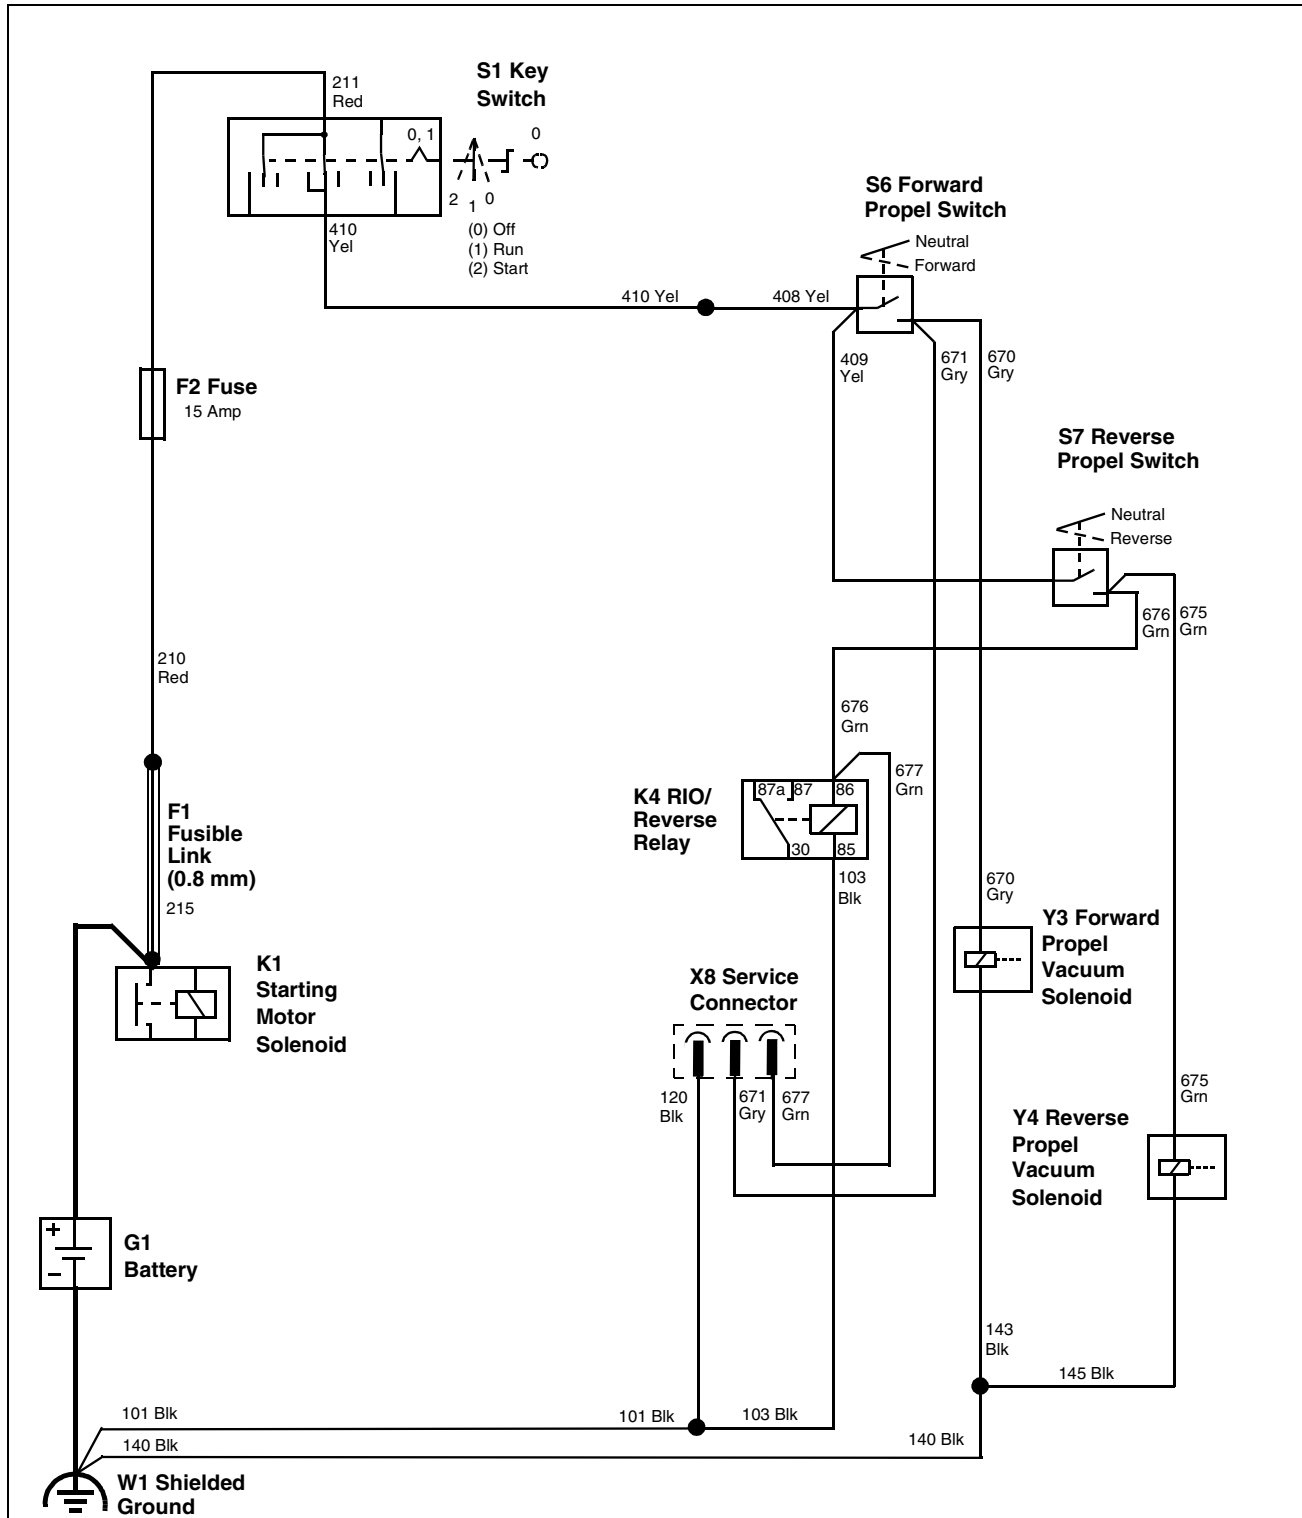 211
Red
S1 Key
Switch
0, 1
0
2
1
0
(0) Off
(1) Run
(2) Start
410
Yel
S6 Forward
Propel Switch
Neutral
Forward
410 Yel
408 Yel
409
Yel
671
Gry
670
Gry
F2 Fuse
15 Amp
S7 Reverse
Propel Switch
Neutral
Reverse
676
Grn
675
Grn
210
Red
676
Grn
677
Grn
K4 RIO/
Reverse
Relay
87a
87
86
30
85
103
Blk
F1
Fusible
Link
(0.8 mm)
215
670
Gry
Y3 Forward
Propel
Vacuum
Solenoid
K1
Starting
Motor
Solenoid
X8 Service
Connector
120
Blk
671
Gry
677
Grn
675
Grn
Y4 Reverse
Propel
Vacuum
Solenoid
+
−
G1
Battery
143
Blk
145 Blk
101 Blk
101 Blk
103 Blk
140 Blk
140 Blk
W1 Shielded
Ground